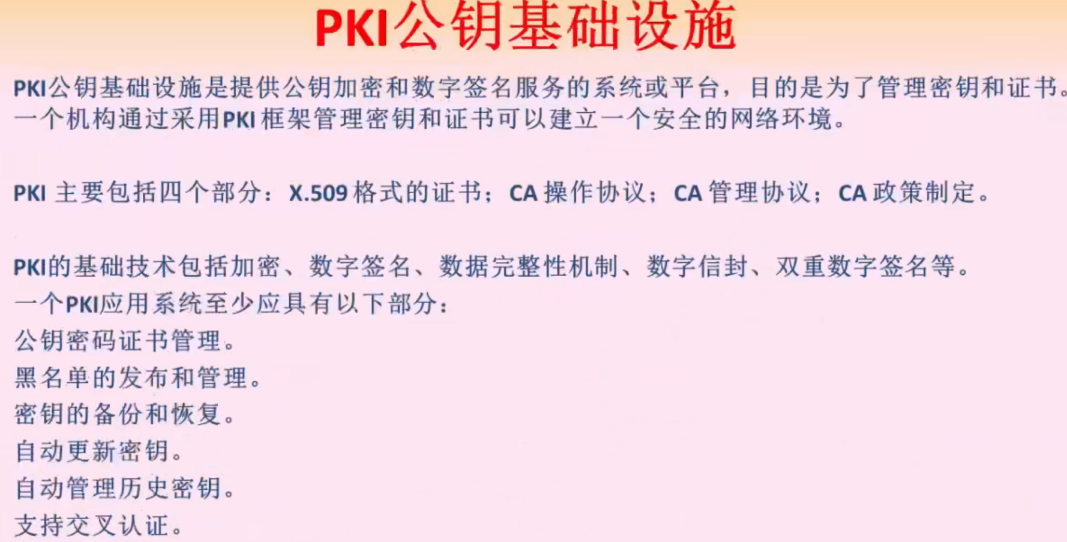 PKI公钥基础设施
PKI公钥基础设施是提供公钥加密和数字签名服务的系统或平台，目的是为了管理密钥和证书。
一个机构通过采用PKI 框架管理密钥和证书可以建立一个安全的网络环境。
PKI 主要包括四个部分：X.509 格式的证书；CA 操作协议；CA 管理协议；CA 政策制定。
PKI的基础技术包括加密、数字签名、数据完整性机制、数字信封、双重数字签名等。
一个PKI应用系统至少应具有以下部分：
公钥密码证书管理。
黑名单的发布和管理。
密钥的备份和恢复。
自动更新密钥。
自动管理历史密钥。
支持交叉认证。